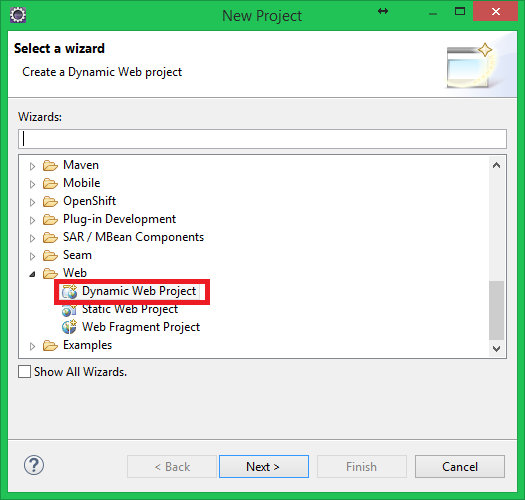 New Project
Select a wizard
Create a Dynamic Web project
Wizards:
Maven
Mobile
OpenShift
Plug-in Development
SAR / MBean Components
Seam
Web
Dynamic Web Project
Static Web Project
Web Fragment Project
Examples
Show All Wizards.
? < Back Next > Finish Cancel